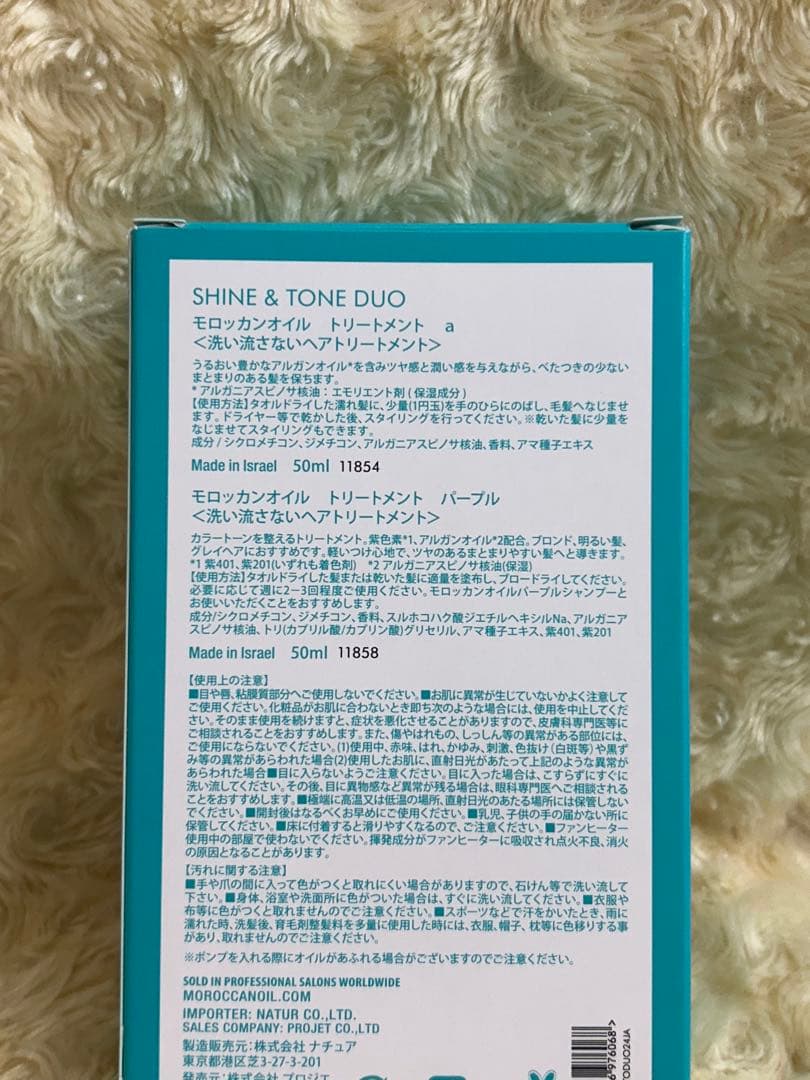 SHINE & TONE DUO
モロッカンオイル トリートメント a
＜洗い流さないヘアトリートメント＞
うるおい豊かなアルガンオイル*を含みツヤ感と潤い感を与えながら、べたつきの少ない
まとまりのある髪を保ちます。
* アルガニアスピノサ核油：エモリエント剤 ( 保湿成分 )
【使用方法】タオルドライした濡れ髪に、少量(1円玉)を手のひらにのばし、毛髪へなじませ
ます。ドライヤー等で乾かした後、スタイリングを行ってください。※乾いた髪に少量を
なじませてスタイリングもできます。
成分 / シクロメチコン、ジメチコン、アルガニアスピノサ核油、香料、アマ種子エキス
Made in Israel 50ml 11854
モロッカンオイル トリートメント パープル
＜洗い流さないヘアトリートメント＞
カラートーンを整えるトリートメント。紫色素*1、アルガンオイル*2配合。ブロンド、明るい髪、
グレイヘアにおすすめです。軽いつけ心地で、ツヤのあるまとまりやすい髪へと導きます。
*1 紫401、紫201(いずれも着色剤) *2 アルガニアスピノサ核油(保湿)
【使用方法】タオルドライした髪または乾いた髪に適量を塗布し、ブロードライしてください。
必要に応じて週に2−3回程度ご使用ください。モロッカンオイルパープルシャンプーと
お使いいただくことをおすすめします。
成分/シクロメチコン、ジメチコン、香料、スルホコハク酸ジエチルヘキシルNa、アルガニア
スピノサ核油、トリ(カプリル酸/カプリン酸)グリセリル、アマ種子エキス、紫401、紫201
Made in Israel 50ml 11858
【使用上の注意】
■目や唇、粘膜質部分へご使用しないでください。■お肌に異常が生じていないかよく注意して
ご使用ください。化粧品がお肌に合わないとき即ち次のような場合には、使用を中止してください。
そのまま使用を続けますと、症状を悪化させることがありますので、皮膚科専門医等に
ご相談されることをおすすめします。また、傷やはれもの、しっしん等の異常がある部位には、
ご使用にならないでください。(1)使用中、赤味、はれ、かゆみ、刺激、色抜け(白斑等)や黒ず
み等の異常があらわれた場合(2)使用したお肌に、直射日光があたって上記のような異常が
あらわれた場合■目に入らないようご注意ください。目に入った場合は、こすらずにすぐに
洗い流してください。その後、目に異物感など異常が残る場合は、眼科専門医へご相談される
ことをおすすめします。■極端に高温又は低温の場所、直射日光のあたる場所には保管しない
でください。■開封後はなるべくお早めにご使用ください。■乳児、子供の手の届かない所に
保管してください。■床に付着すると滑りやすくなるので、ご注意ください。■ファンヒーター
使用中の部屋で使わないでください。揮発成分がファンヒーターに吸収され点火不良、消火
の原因となることがあります。
【汚れに関する注意】
■手や爪の間に入って色がつくと取れにくい場合がありますので、石けん等で洗い流して
下さい。■身体、浴室や洗面所に色がついた場合は、すぐに洗い流してください。■衣服や
布等に色がつくと取れませんのでご注意ください。■スポーツなどで汗をかいたとき、雨に
濡れた時、洗髪後、育毛剤整髪料を多量に使用した時には、衣服、帽子、枕等に色移りする事
があり、取れませんのでご注意ください。
※ポンプを入れる際にオイルがあふれる場合がございますのでご注意ください。
SOLD IN PROFESSIONAL SALONS WORLDWIDE
MOROCCANOIL.COM
IMPORTER: NATUR CO.,LTD.
SALES COMPANY: PROJET CO.,LTD
製造販売元：株式会社 ナチュア
東京都港区芝3-27-3-201
発売元：株式会社 プロジエ
976068
ODUO24JA